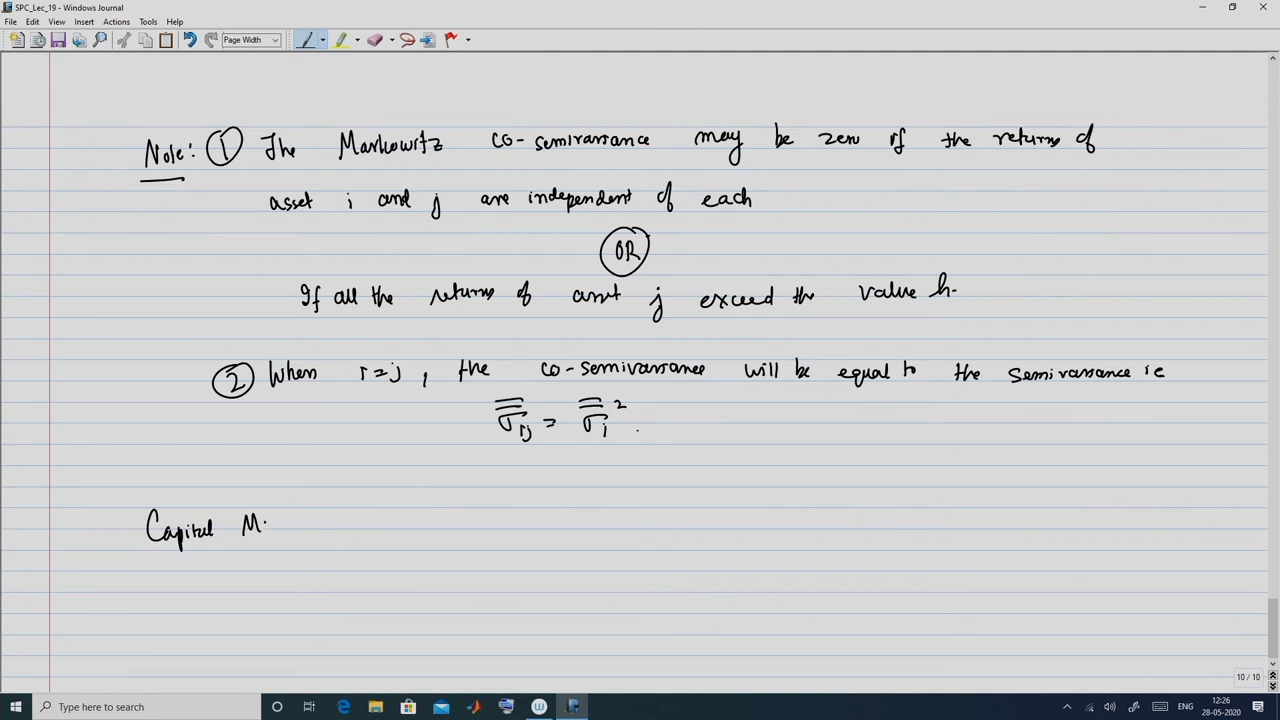 SPC_Lec_19 - Windows Journal
File Edit View Insert Actions Tools Help
Page Width
Note: 1 The Markowitz co-semivariance may be zero if the returns of
asset i and j are independent of each
OR
If all the returns of asset j exceed the value h.
2 When i=j, the co-semivariance will be equal to the semivariance ie
σ̿_ij = σ̿_i².
Capital M
10 / 10
Type here to search
ENG
12:26
28-05-2020